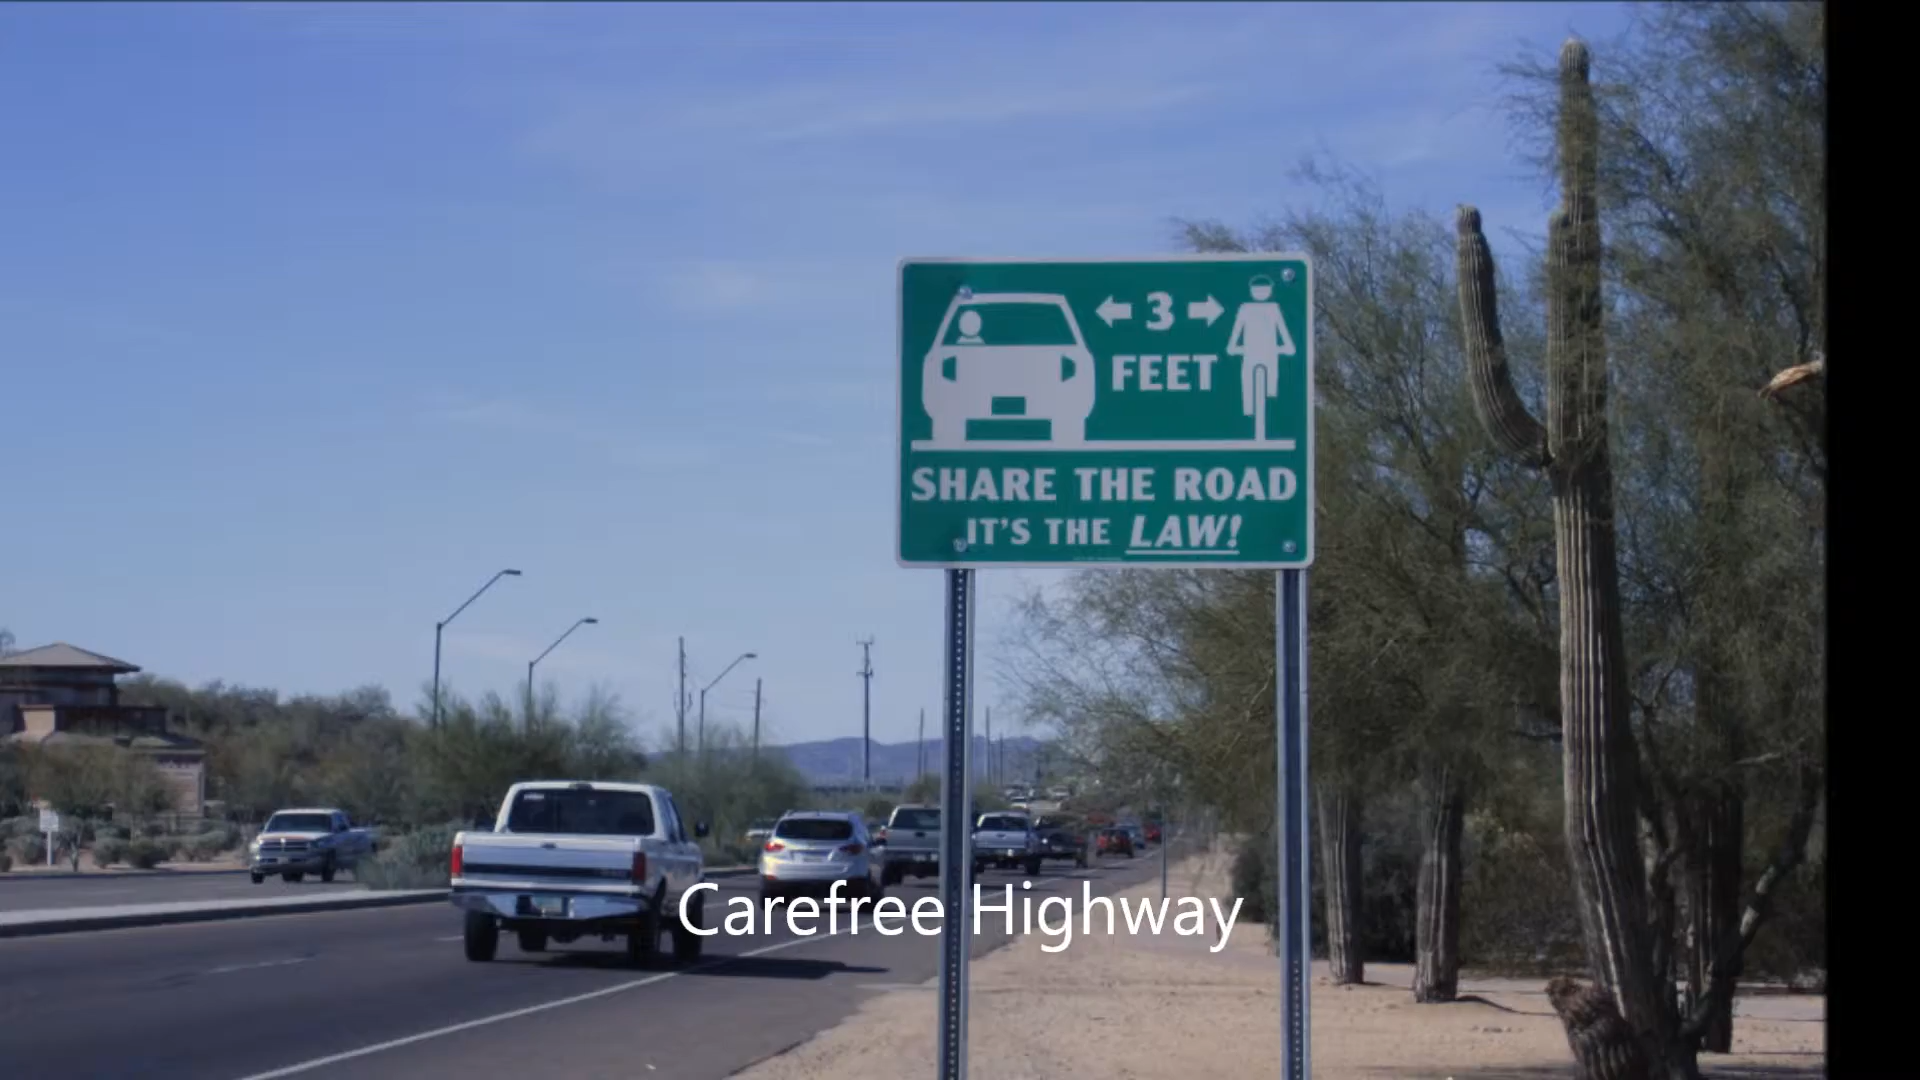 3
FEET
SHARE THE ROAD
IT'S THE LAW!
Carefree Highway